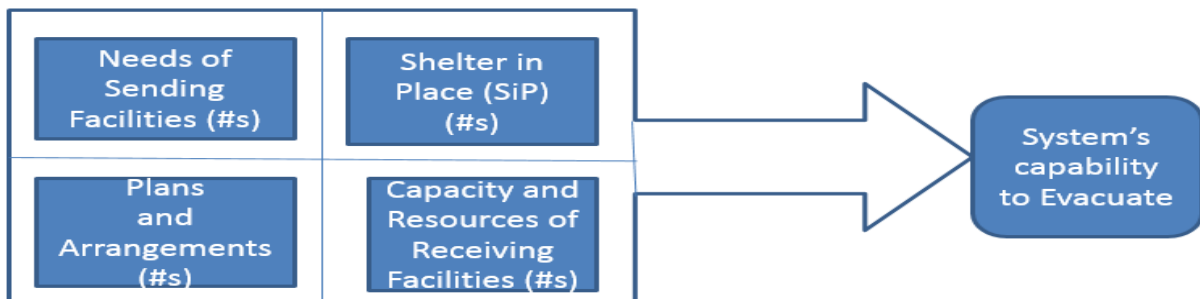 Needs of
Sending
Facilities (#s)
Shelter in
Place (SiP)
(#s)
Plans
and
Arrangements
(#s)
Capacity and
Resources of
Receiving
Facilities (#s)
System's
capability
to Evacuate